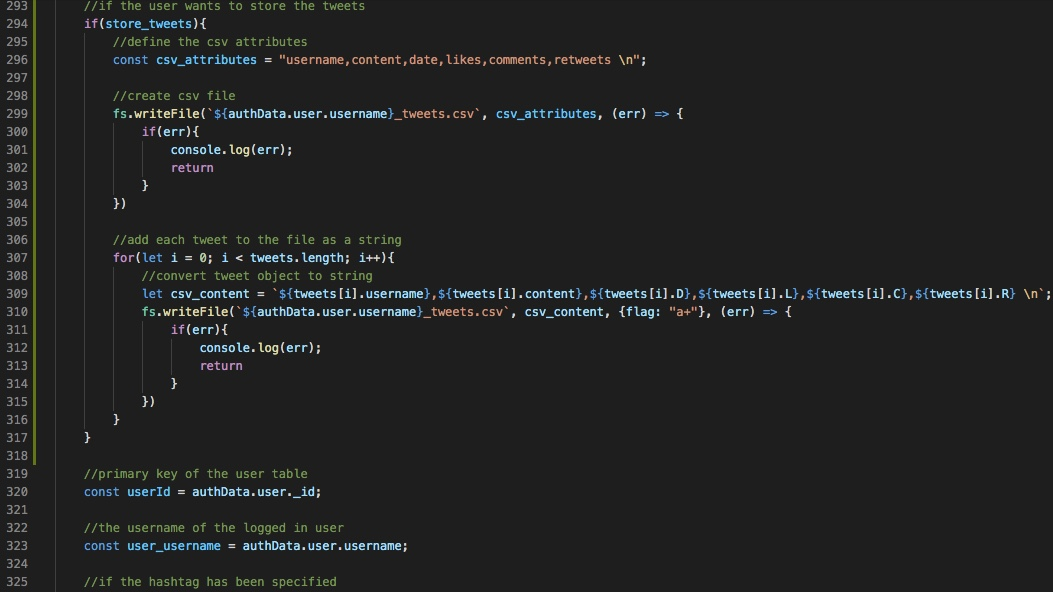 293 //if the user wants to store the tweets
294 if(store_tweets){
295 //define the csv attributes
296 const csv_attributes = "username,content,date,likes,comments,retweets \n";
297
298 //create csv file
299 fs.writeFile(`${authData.user.username}_tweets.csv`, csv_attributes, (err) => {
300 if(err){
301 console.log(err);
302 return
303 }
304 })
305
306 //add each tweet to the file as a string
307 for(let i = 0; i < tweets.length; i++){
308 //convert tweet object to string
309 let csv_content = `${tweets[i].username},${tweets[i].content},${tweets[i].D},${tweets[i].L},${tweets[i].C},${tweets[i].R} \n`;
310 fs.writeFile(`${authData.user.username}_tweets.csv`, csv_content, {flag: "a+"}, (err) => {
311 if(err){
312 console.log(err);
313 return
314 }
315 })
316 }
317 }
318
319 //primary key of the user table
320 const userId = authData.user._id;
321
322 //the username of the logged in user
323 const user_username = authData.user.username;
324
325 //if the hashtag has been specified